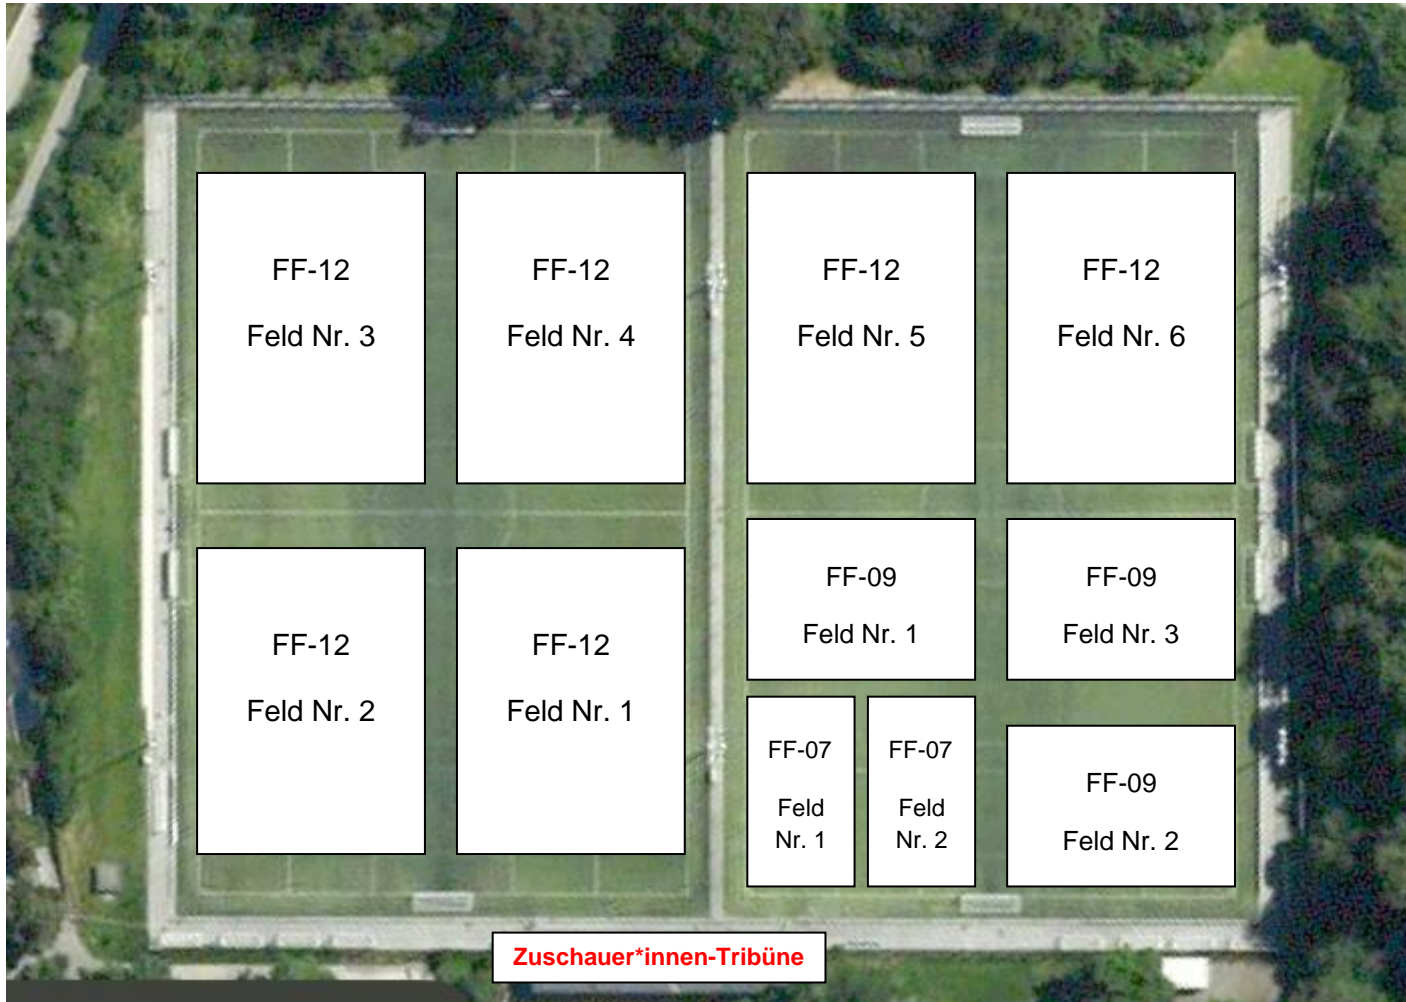 FF-12
Feld Nr. 3
FF-12
Feld Nr. 4
FF-12
Feld Nr. 5
FF-12
Feld Nr. 6
FF-12
Feld Nr. 2
FF-12
Feld Nr. 1
FF-09
Feld Nr. 1
FF-09
Feld Nr. 3
FF-07
Feld
Nr. 1
FF-07
Feld
Nr. 2
FF-09
Feld Nr. 2
Zuschauer*innen-Tribüne